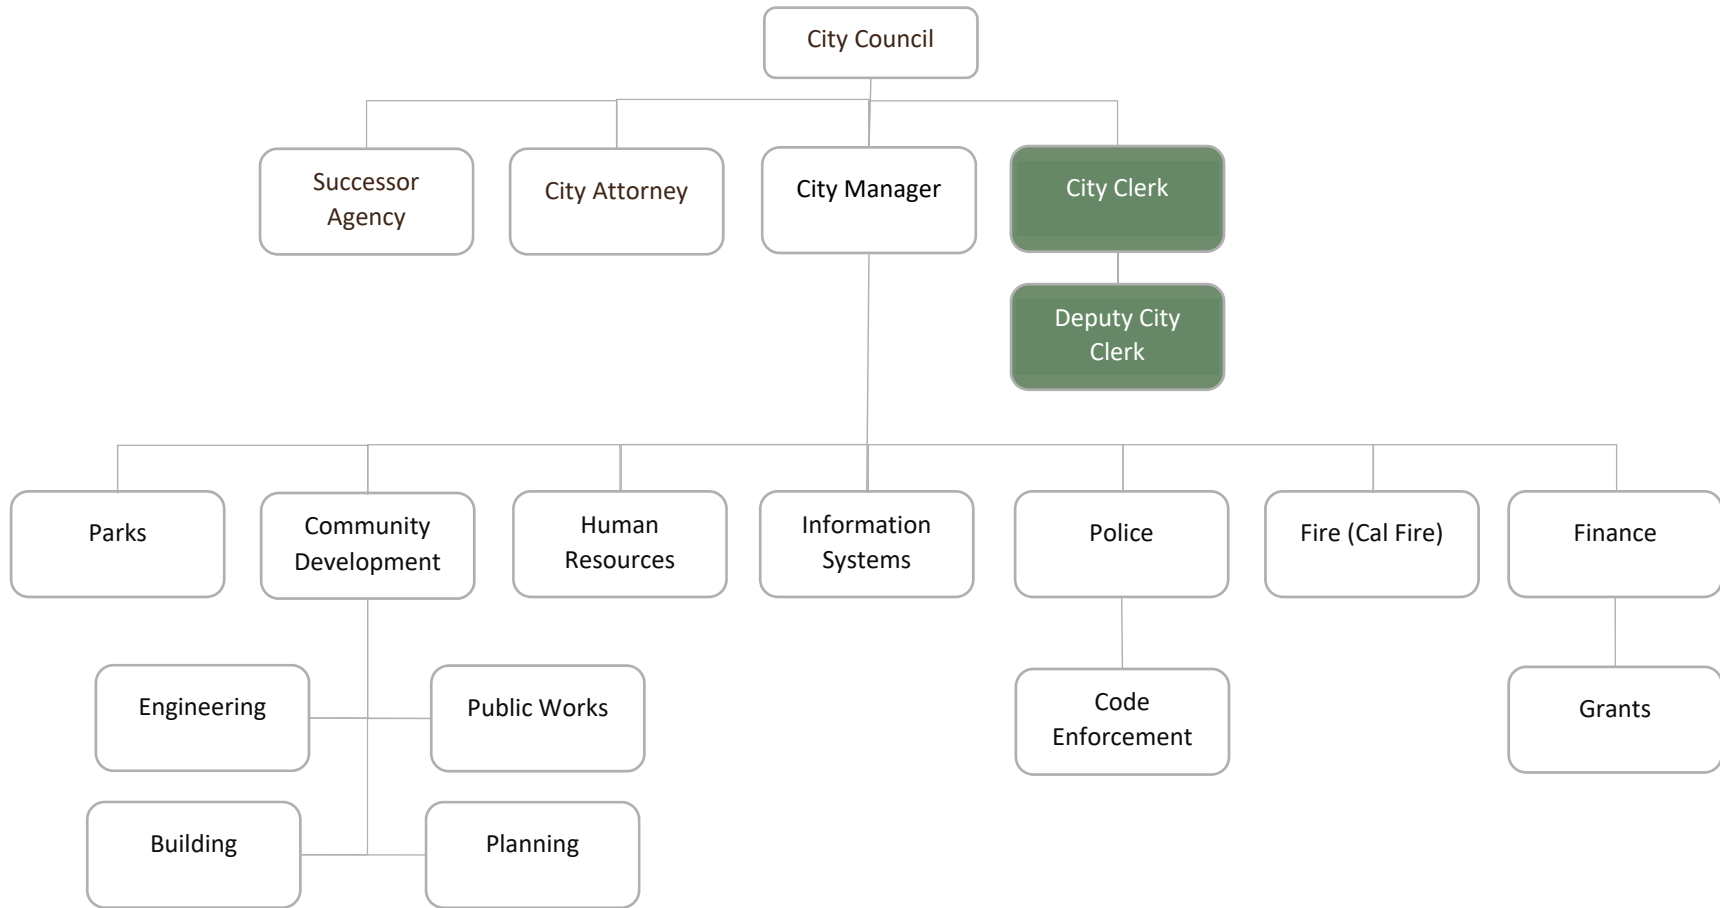 City Council
Successor
Agency
City Attorney
City Manager
City Clerk
Deputy City
Clerk
Parks
Community
Development
Human
Resources
Information
Systems
Police
Fire (Cal Fire)
Finance
Engineering
Public Works
Code
Enforcement
Grants
Building
Planning